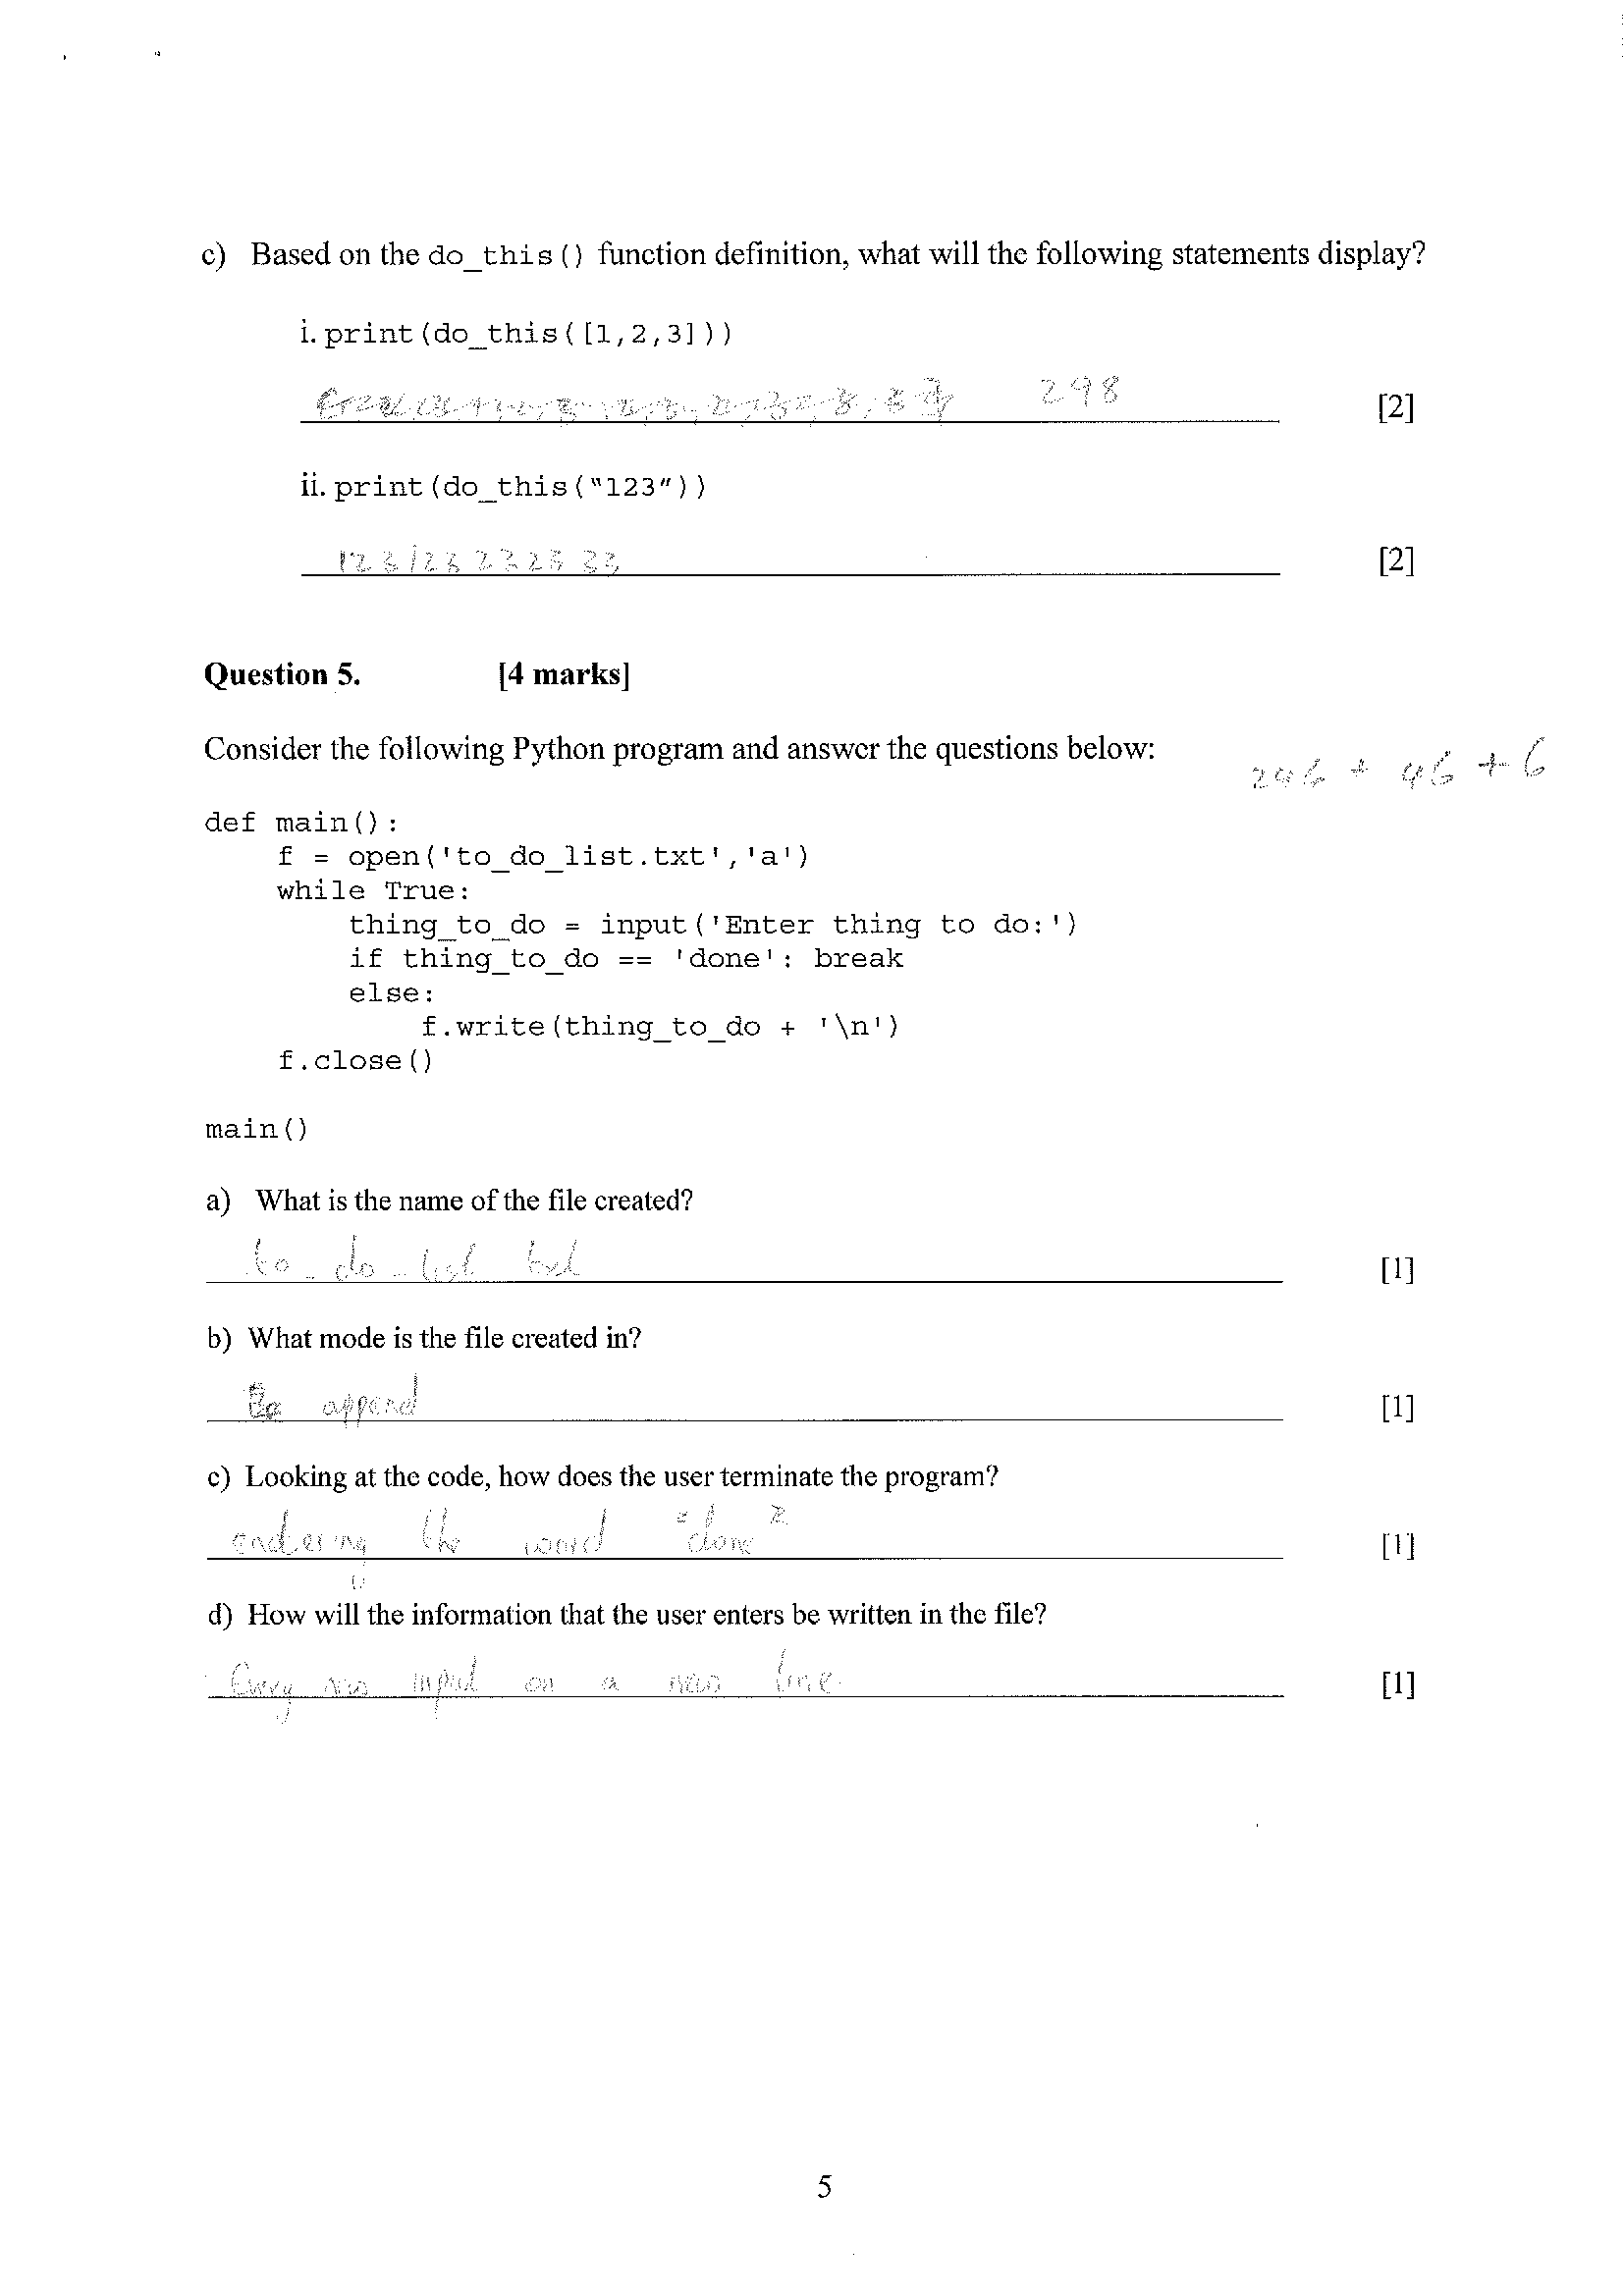 c) Based on the do_this() function definition, what will the following statements display?
i. print(do_this([1,2,3]))
298
[2]
ii. print(do_this("123"))
123123232333
[2]
Question 5. [4 marks]
Consider the following Python program and answer the questions below:
246 + 46 + 6
def main():
    f = open('to_do_list.txt','a')
    while True:
        thing_to_do = input('Enter thing to do:')
        if thing_to_do == 'done': break
        else:
            f.write(thing_to_do + '\n')
    f.close()
main()
a) What is the name of the file created?
to_do_list txt
[1]
b) What mode is the file created in?
append
[1]
c) Looking at the code, how does the user terminate the program?
the word "done"
[1]
d) How will the information that the user enters be written in the file?
Every new input on a new line.
[1]
5